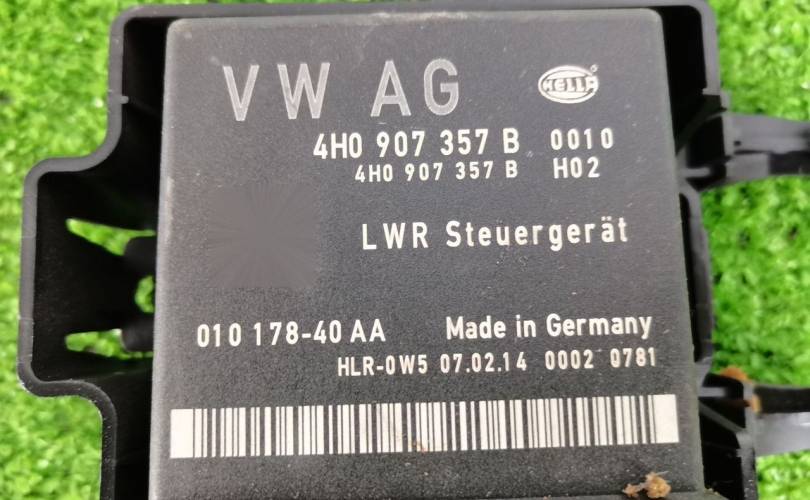 VW AG HELLA
4H0 907 357 B 0010
4H0 907 357 B H02
LWR Steuergerät
010 178-40 AA Made in Germany
HLR-0W5 07.02.14 0002 0781